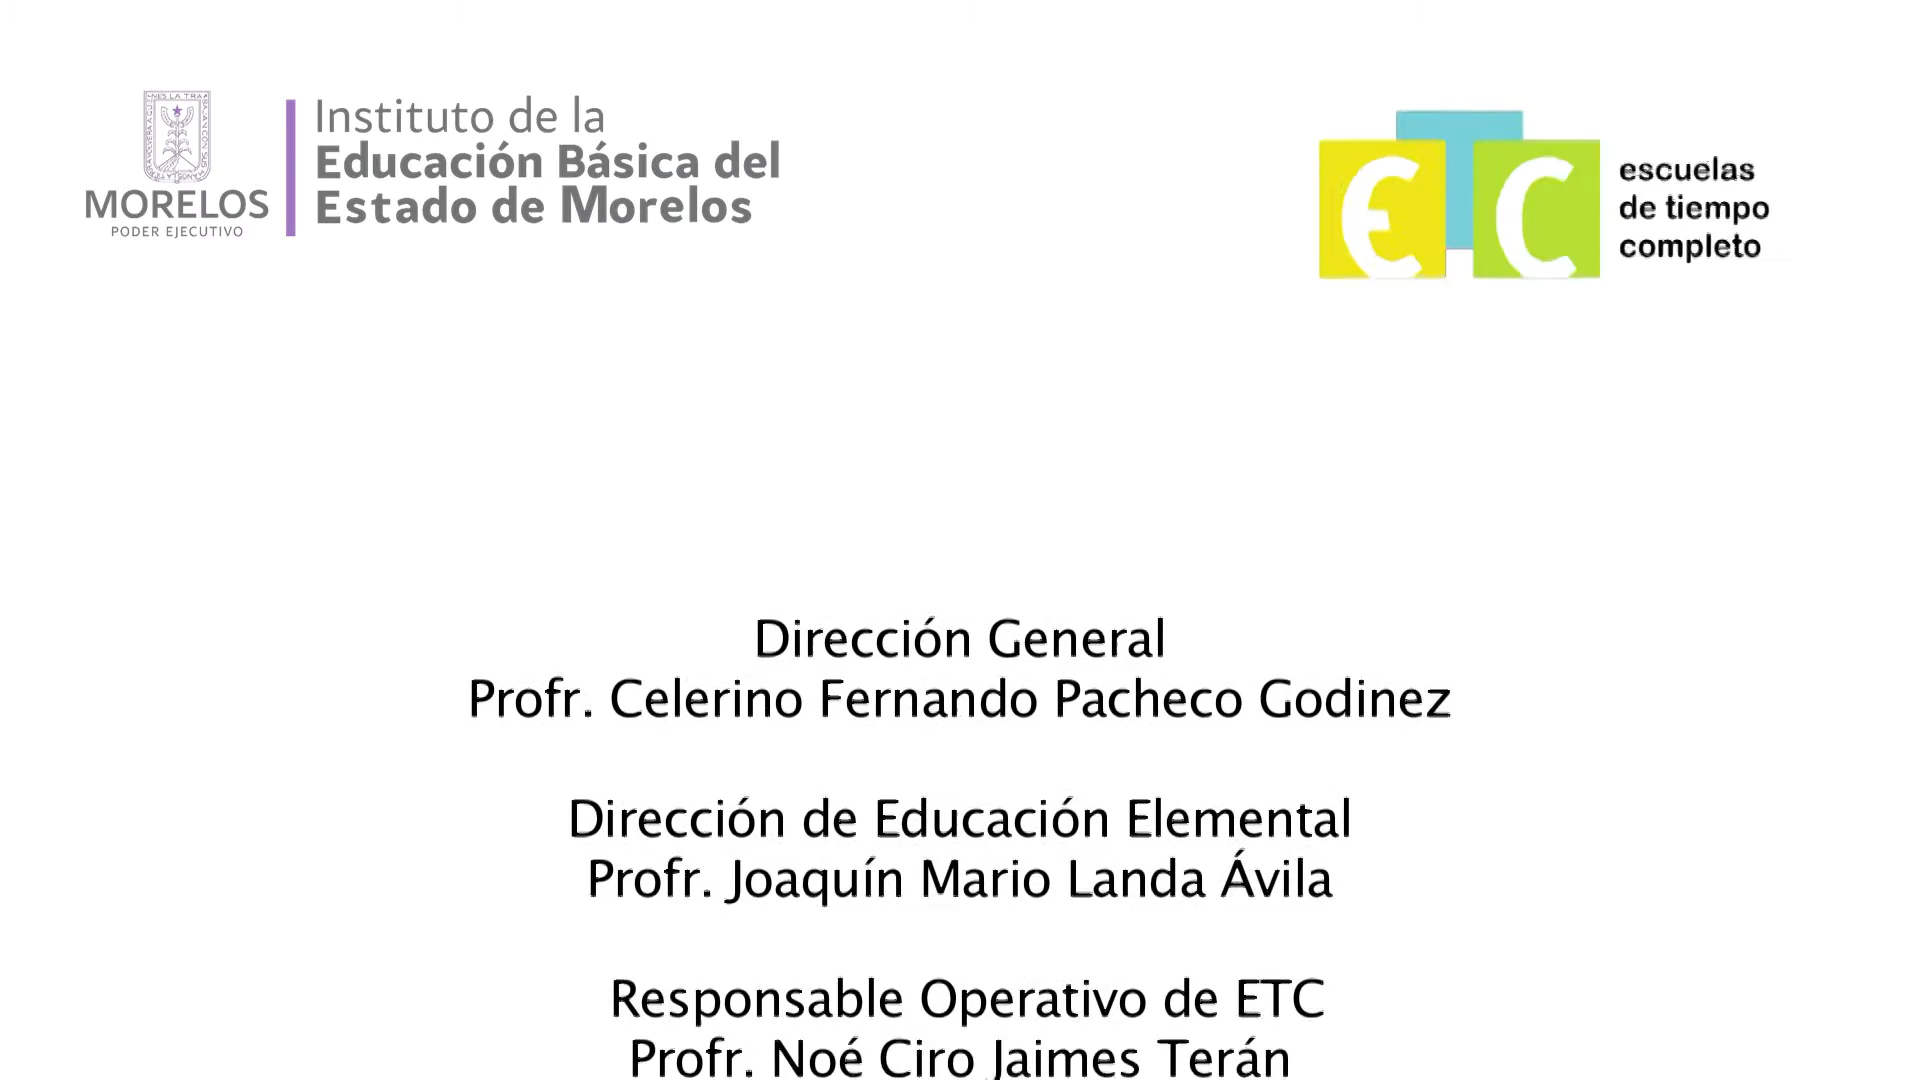 MORELOS
PODER EJECUTIVO
Instituto de la
Educación Básica del
Estado de Morelos
ETC
escuelas
de tiempo
completo
Dirección General
Profr. Celerino Fernando Pacheco Godinez
Dirección de Educación Elemental
Profr. Joaquín Mario Landa Ávila
Responsable Operativo de ETC
Profr. Noé Ciro Jaimes Terán